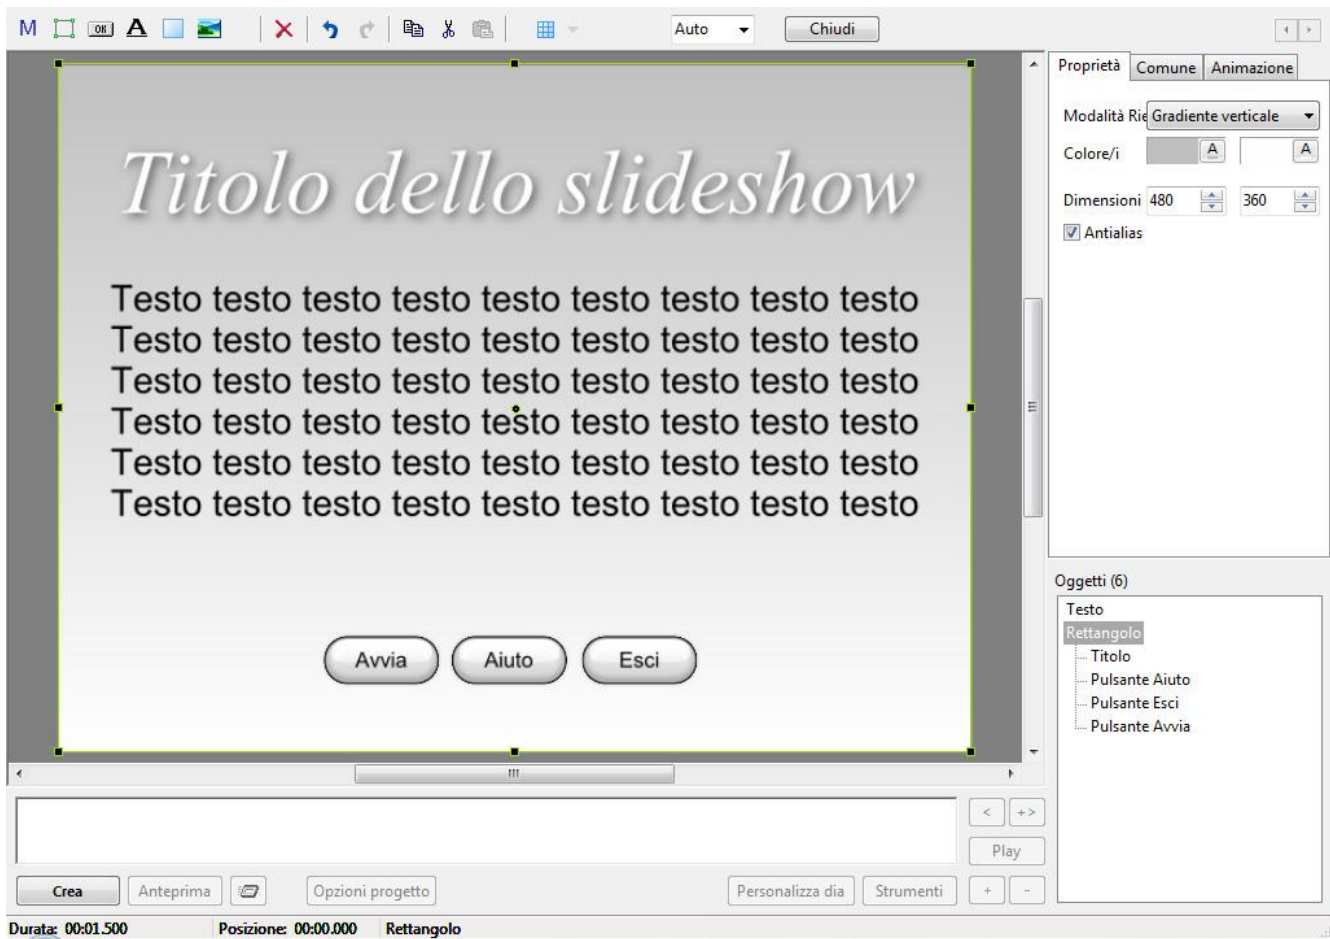 M OK A Auto Chiudi
Proprietà Comune Animazione
Modalità Rie Gradiente verticale
Colore/i A A
Dimensioni 480 360
Antialias
Titolo dello slideshow
Testo testo testo testo testo testo testo testo testo
Testo testo testo testo testo testo testo testo testo
Testo testo testo testo testo testo testo testo testo
Testo testo testo testo testo testo testo testo testo
Testo testo testo testo testo testo testo testo testo
Testo testo testo testo testo testo testo testo testo
Avvia Aiuto Esci
Oggetti (6)
Testo
Rettangolo
Titolo
Pulsante Aiuto
Pulsante Esci
Pulsante Avvia
< +>
Play
Crea Anteprima Opzioni progetto Personalizza dia Strumenti + -
Durata: 00:01.500 Posizione: 00:00.000 Rettangolo